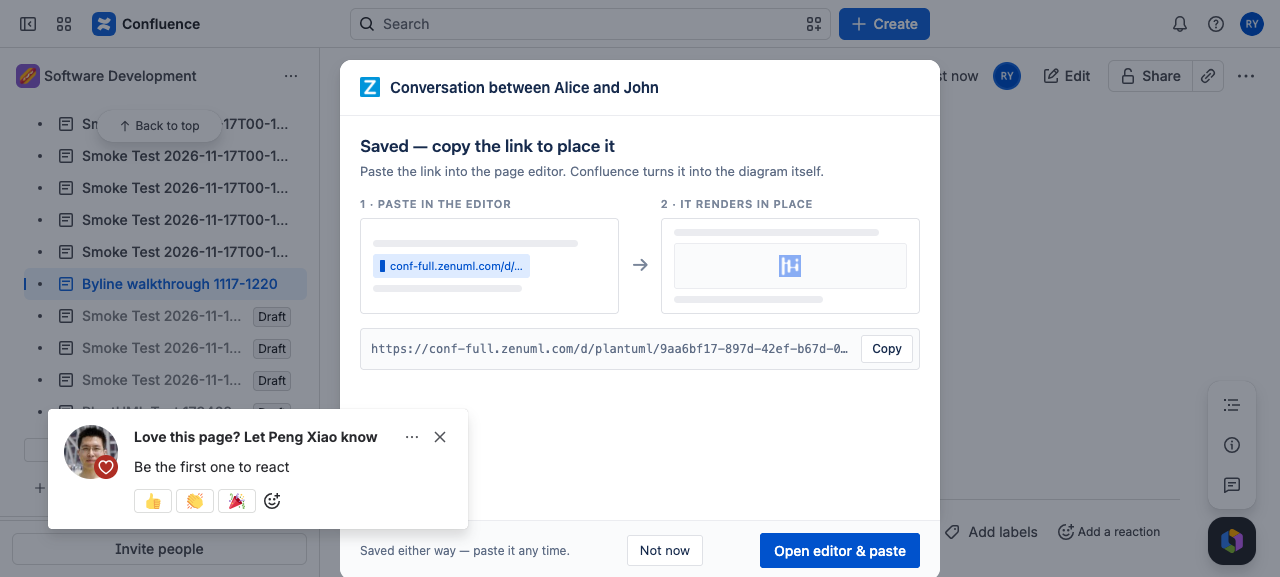 Confluence
Search
Create
RY
Software Development
st now
RY
Edit
Share
Back to top
Sm
-17T00-1...
Smoke Test 2026-11-17T00-1...
Smoke Test 2026-11-17T00-1...
Smoke Test 2026-11-17T00-1...
Smoke Test 2026-11-17T00-1...
Byline walkthrough 1117-1220
Smoke Test 2026-11-1... Draft
Smoke Test 2026-11-1... Draft
Smoke Test 2026-11-1... Draft
Z Conversation between Alice and John
Saved — copy the link to place it
Paste the link into the page editor. Confluence turns it into the diagram itself.
1 · PASTE IN THE EDITOR
2 · IT RENDERS IN PLACE
conf-full.zenuml.com/d/...
https://conf-full.zenuml.com/d/plantuml/9aa6bf17-897d-42ef-b67d-0…
Copy
Love this page? Let Peng Xiao know
Be the first one to react
Invite people
Saved either way — paste it any time.
Not now
Open editor & paste
Add labels
Add a reaction